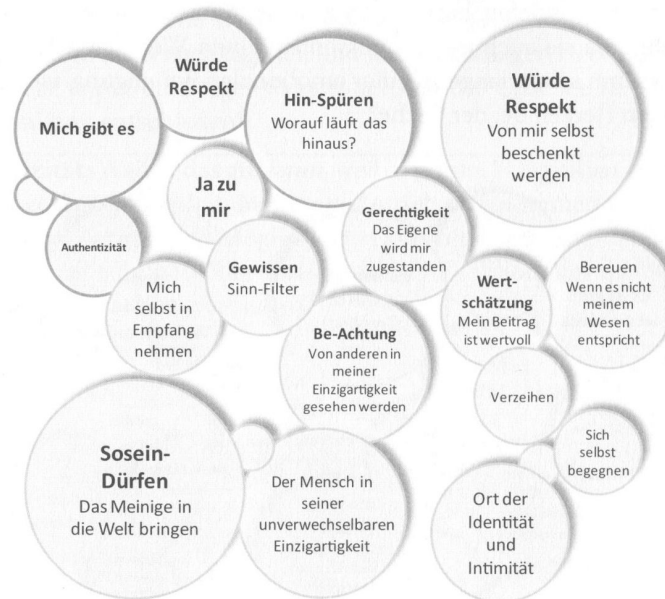 Würde
Respekt
Mich gibt es
Hin-Spüren
Worauf läuft das
hinaus?
Würde
Respekt
Von mir selbst
beschenkt
werden
Ja zu
mir
Authentizität
Gerechtigkeit
Das Eigene
wird mir
zugestanden
Gewissen
Sinn-Filter
Mich
selbst in
Empfang
nehmen
Wert-
schätzung
Mein Beitrag
ist wertvoll
Bereuen
Wenn es nicht
meinem
Wesen
entspricht
Be-Achtung
Von anderen in
meiner
Einzigartigkeit
gesehen werden
Verzeihen
Sich
selbst
begegnen
Sosein-
Dürfen
Das Meinige in
die Welt bringen
Der Mensch in
seiner
unverwechselbaren
Einzigartigkeit
Ort der
Identität
und
Intimität